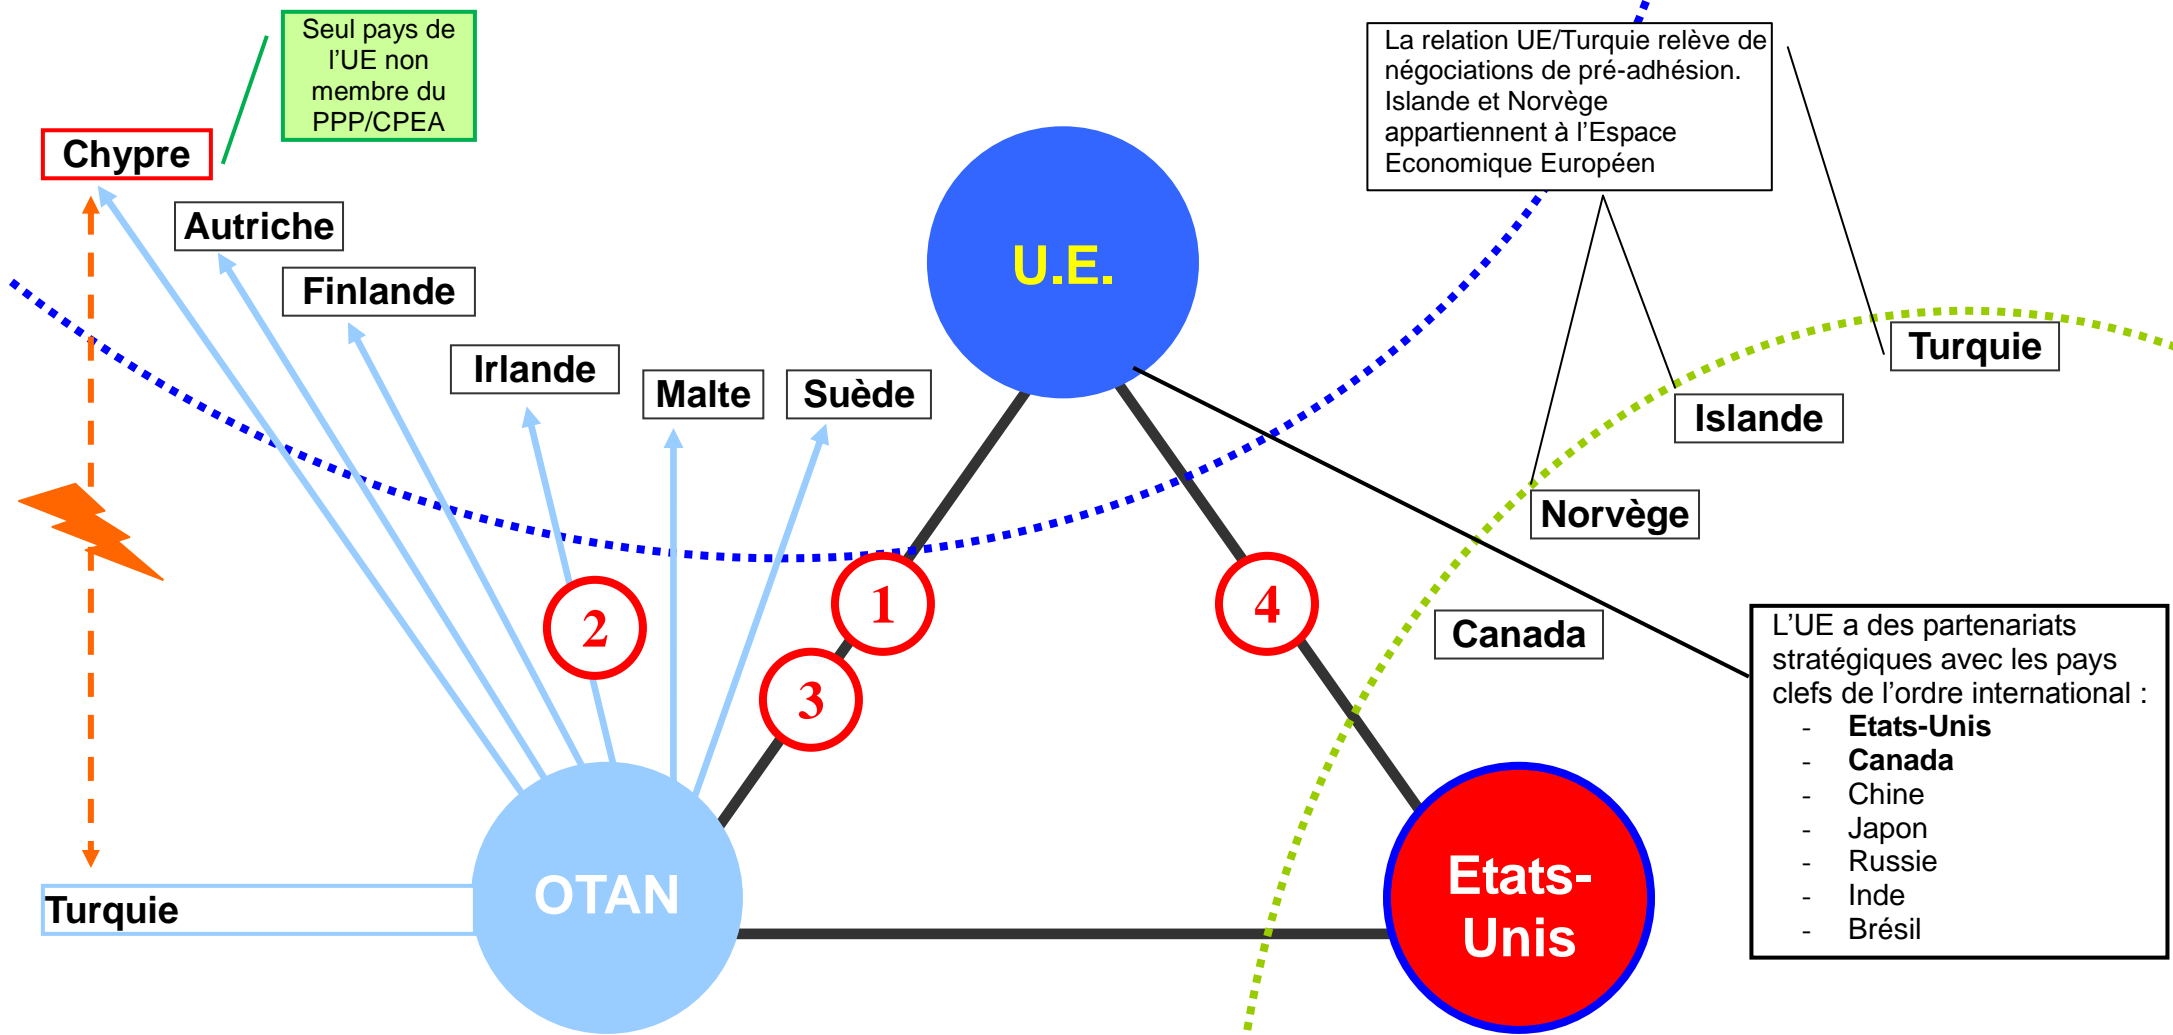 Seul pays de
l'UE non
membre du
PPP/CPEA
La relation UE/Turquie relève de
négociations de pré-adhésion.
Islande et Norvège
appartiennent à l'Espace
Economique Européen
Chypre
Autriche
Finlande
U.E.
Irlande
Malte
Suède
Turquie
Islande
Norvège
1
2
3
4
Canada
L'UE a des partenariats
stratégiques avec les pays
clefs de l'ordre international :
- Etats-Unis
- Canada
- Chine
- Japon
- Russie
- Inde
- Brésil
Turquie
OTAN
Etats-
Unis